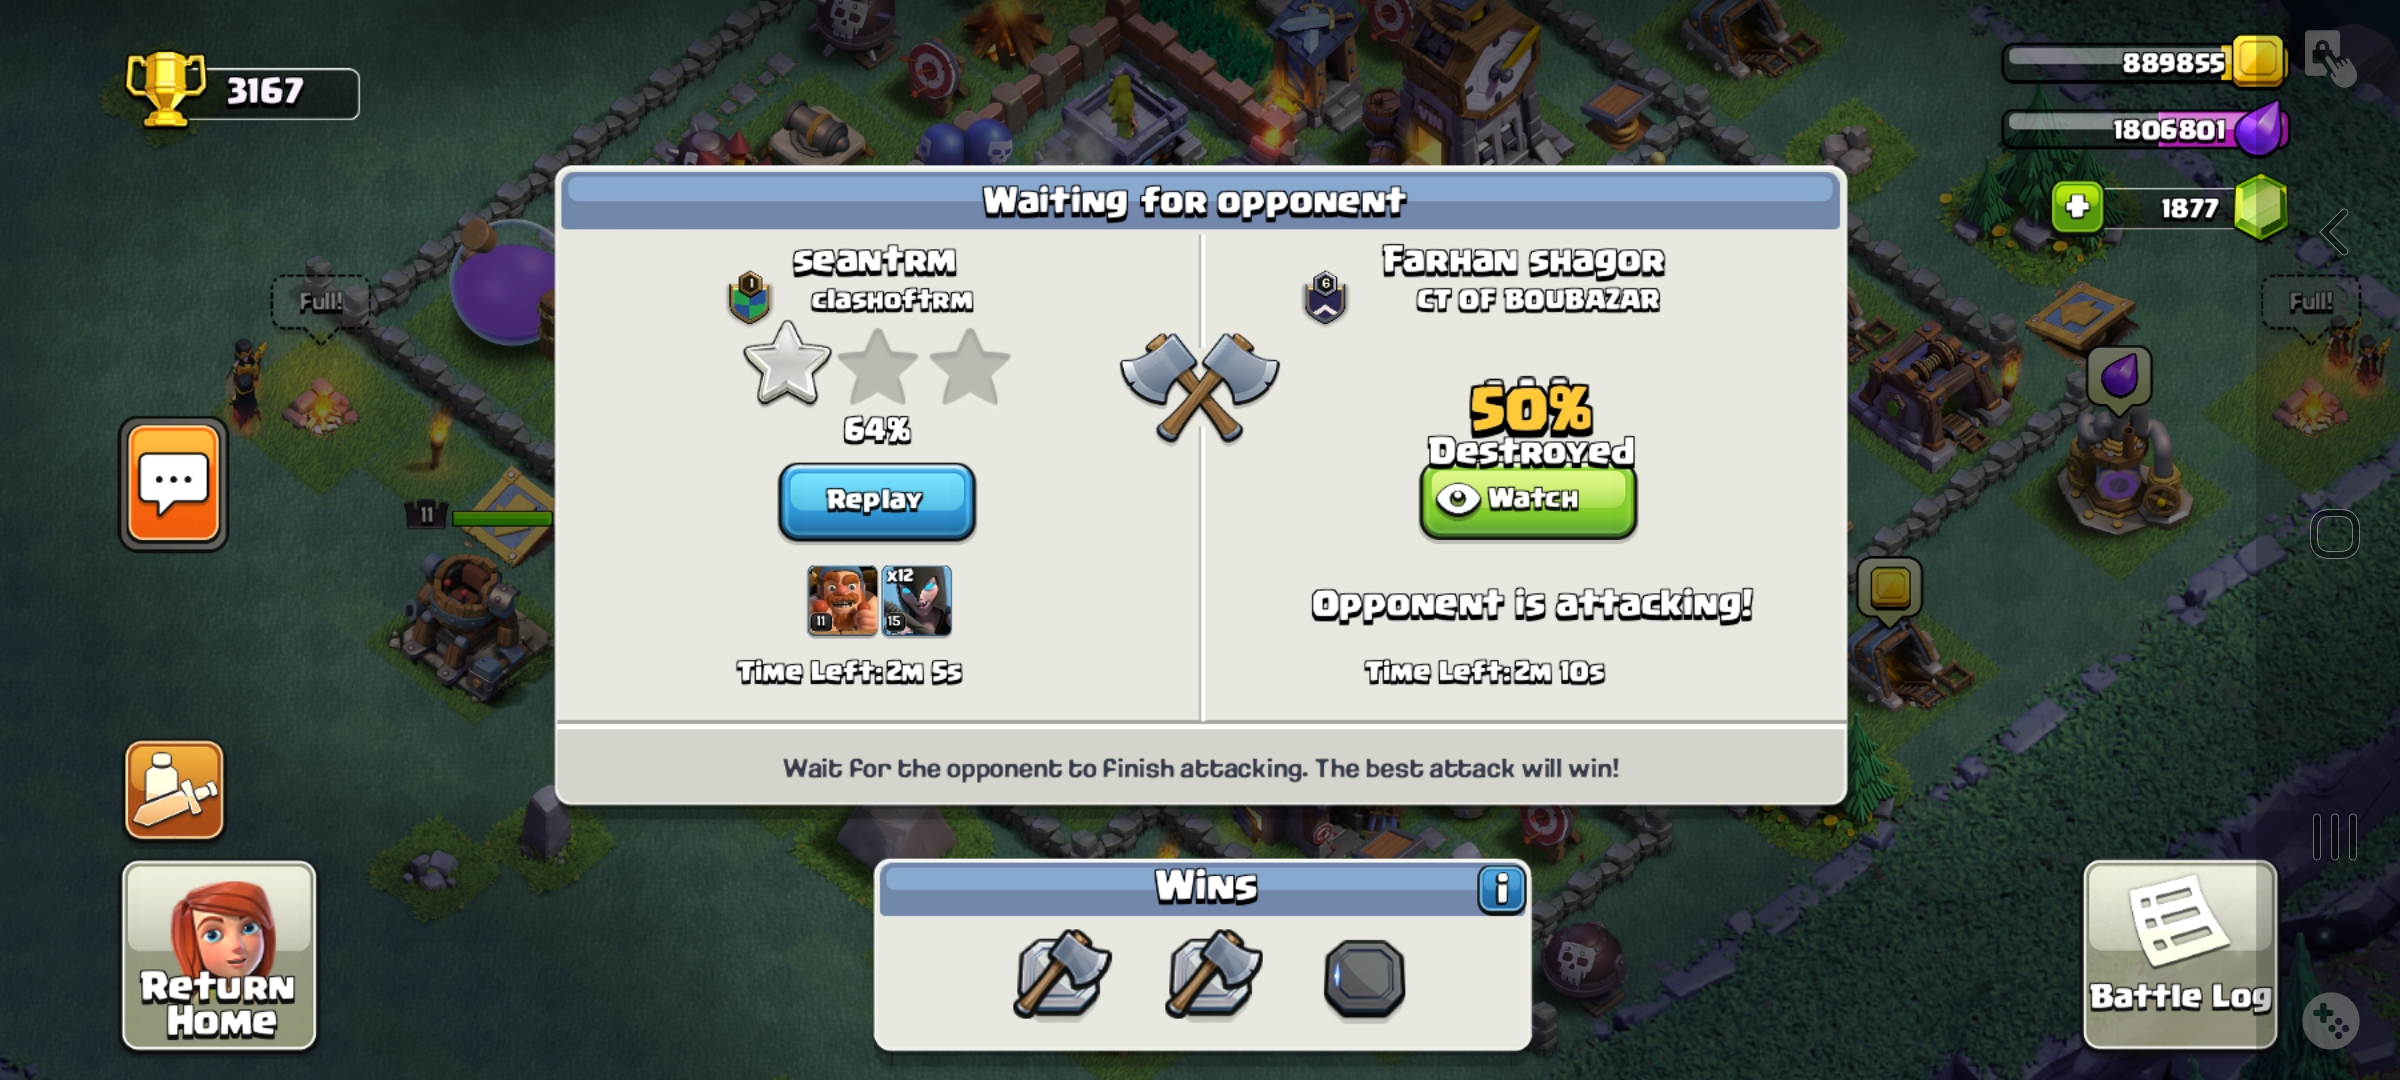 3167
889855
1806801
1877
Full!
Full!
11
Waiting for opponent
seantrm
1
clashoftrm
64%
Replay
11
x12
15
Time Left:2m 5s
Farhan shagor
6
CT OF BOUBAZAR
50%
Destroyed
Watch
Opponent is attacking!
Time Left:2m 10s
Wait for the opponent to finish attacking. The best attack will win!
Wins
i
Return
Home
Battle Log